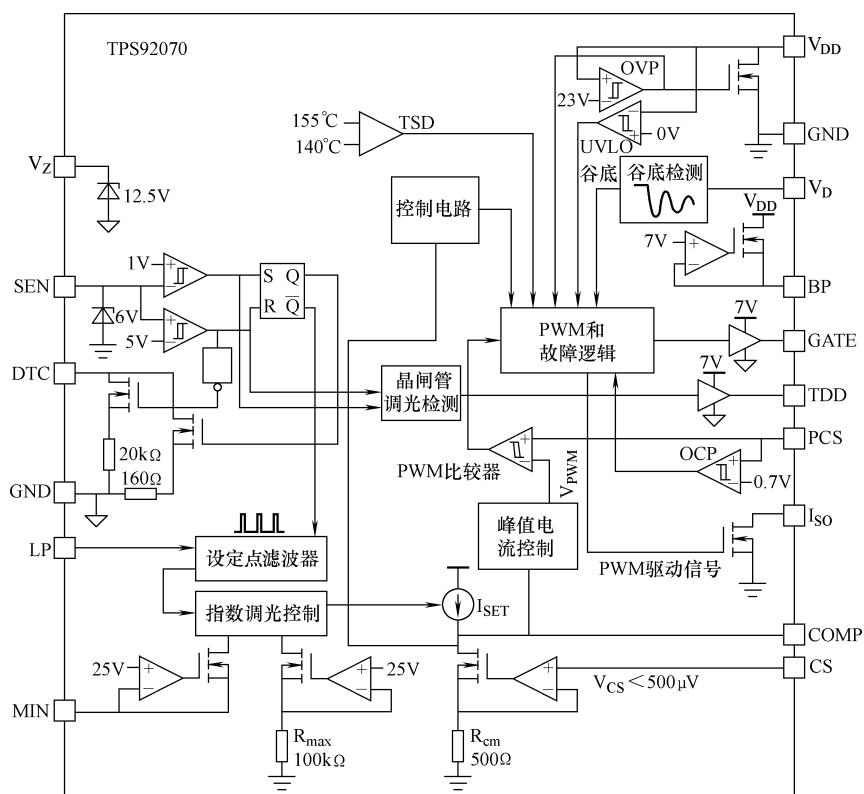 TPS92070
V_DD
OVP
23V
155℃
TSD
140℃
0V
GND
UVLO
V_Z
12.5V
谷底
谷底检测
V_D
控制电路
V_DD
7V
1V
S Q
SEN
BP
6V
R Q̅
5V
7V
PWM和
故障逻辑
GATE
DTC
晶闸管
调光检测
7V
TDD
20kΩ
PWM比较器
OCP
PCS
160Ω
V_PWM
0.7V
GND
峰值电
流控制
I_SO
LP
设定点滤波器
PWM驱动信号
指数调光控制
I_SET
COMP
25V
25V
CS
V_CS＜500μV
MIN
R_max
100kΩ
R_cm
500Ω